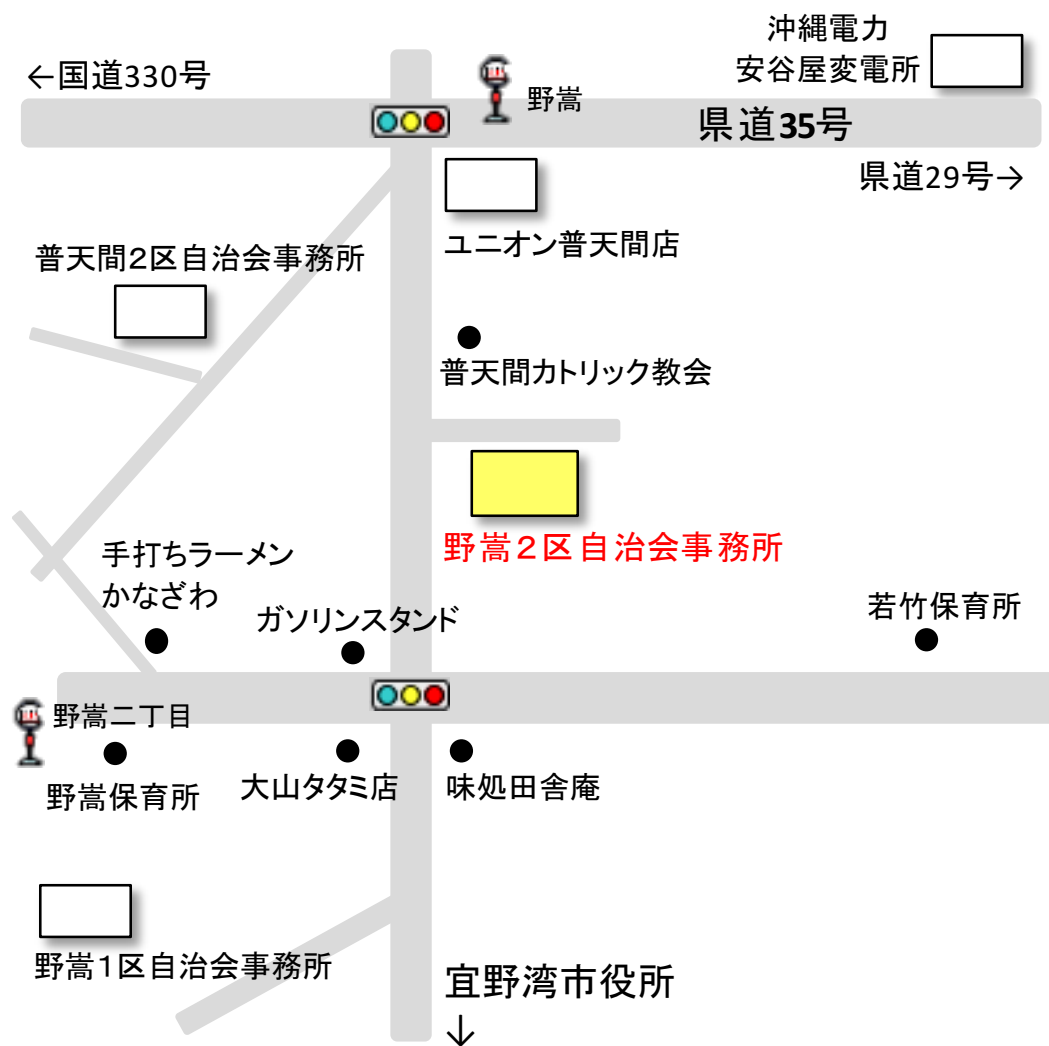 沖縄電力
安谷屋変電所
←国道330号
野嵩
県道35号
県道29号→
ユニオン普天間店
普天間２区自治会事務所
普天間カトリック教会
野嵩２区自治会事務所
手打ちラーメン
かなざわ
ガソリンスタンド
若竹保育所
野嵩二丁目
野嵩保育所
大山タタミ店
味処田舎庵
野嵩１区自治会事務所
宜野湾市役所
↓